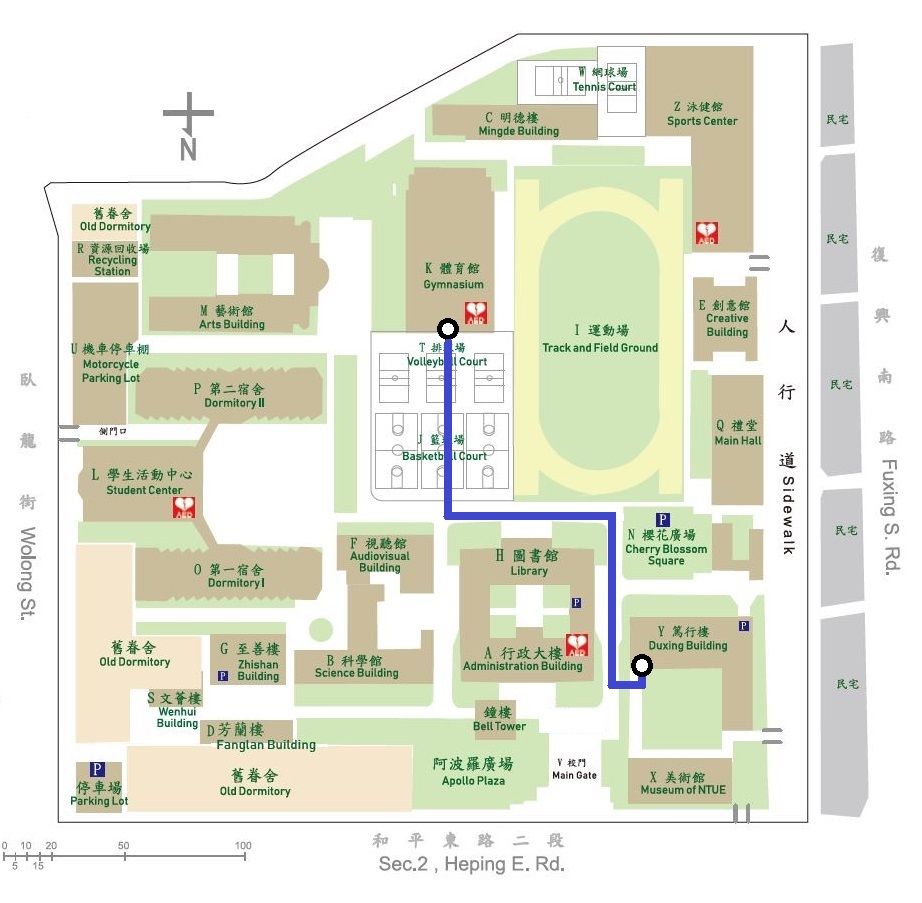 W 網球場
Tennis Court
C 明德樓
Mingde Building
Z 泳健館
Sports Center
民宅
N
舊眷舍
Old Dormitory
R 資源回收場
Recycling
Station
M 藝術館
Arts Building
K 體育館
Gymnasium
AED
AED
民宅
復興南路 Fuxing S. Rd.
E 創意館
Creative
Building
人行道 Sidewalk
I 運動場
Track and Field Ground
U 機車停車棚
Motorcycle
Parking Lot
T 排球場
Volleyball Court
P 第二宿舍
Dormitory II
民宅
臥龍街 Wolong St.
側門口
Q 禮堂
Main Hall
J 籃球場
Basketball Court
L 學生活動中心
Student Center
AED
P
N 櫻花廣場
Cherry Blossom
Square
民宅
F 視聽館
Audiovisual
Building
H 圖書館
Library
O 第一宿舍
Dormitory I
P
舊眷舍
Old Dormitory
G 至善樓
Zhishan
Building
P
B 科學館
Science Building
A 行政大樓
Administration Building
AED
Y 篤行樓
Duxing Building
P
民宅
S 文薈樓
Wenhui
Building
D 芳蘭樓
Fanglan Building
鐘樓
Bell Tower
P
停車場
Parking Lot
舊眷舍
Old Dormitory
阿波羅廣場
Apollo Plaza
V 校門
Main Gate
X 美術館
Museum of NTUE
和平東路二段
Sec.2 , Heping E. Rd.
0 10 20 50 100
5 15